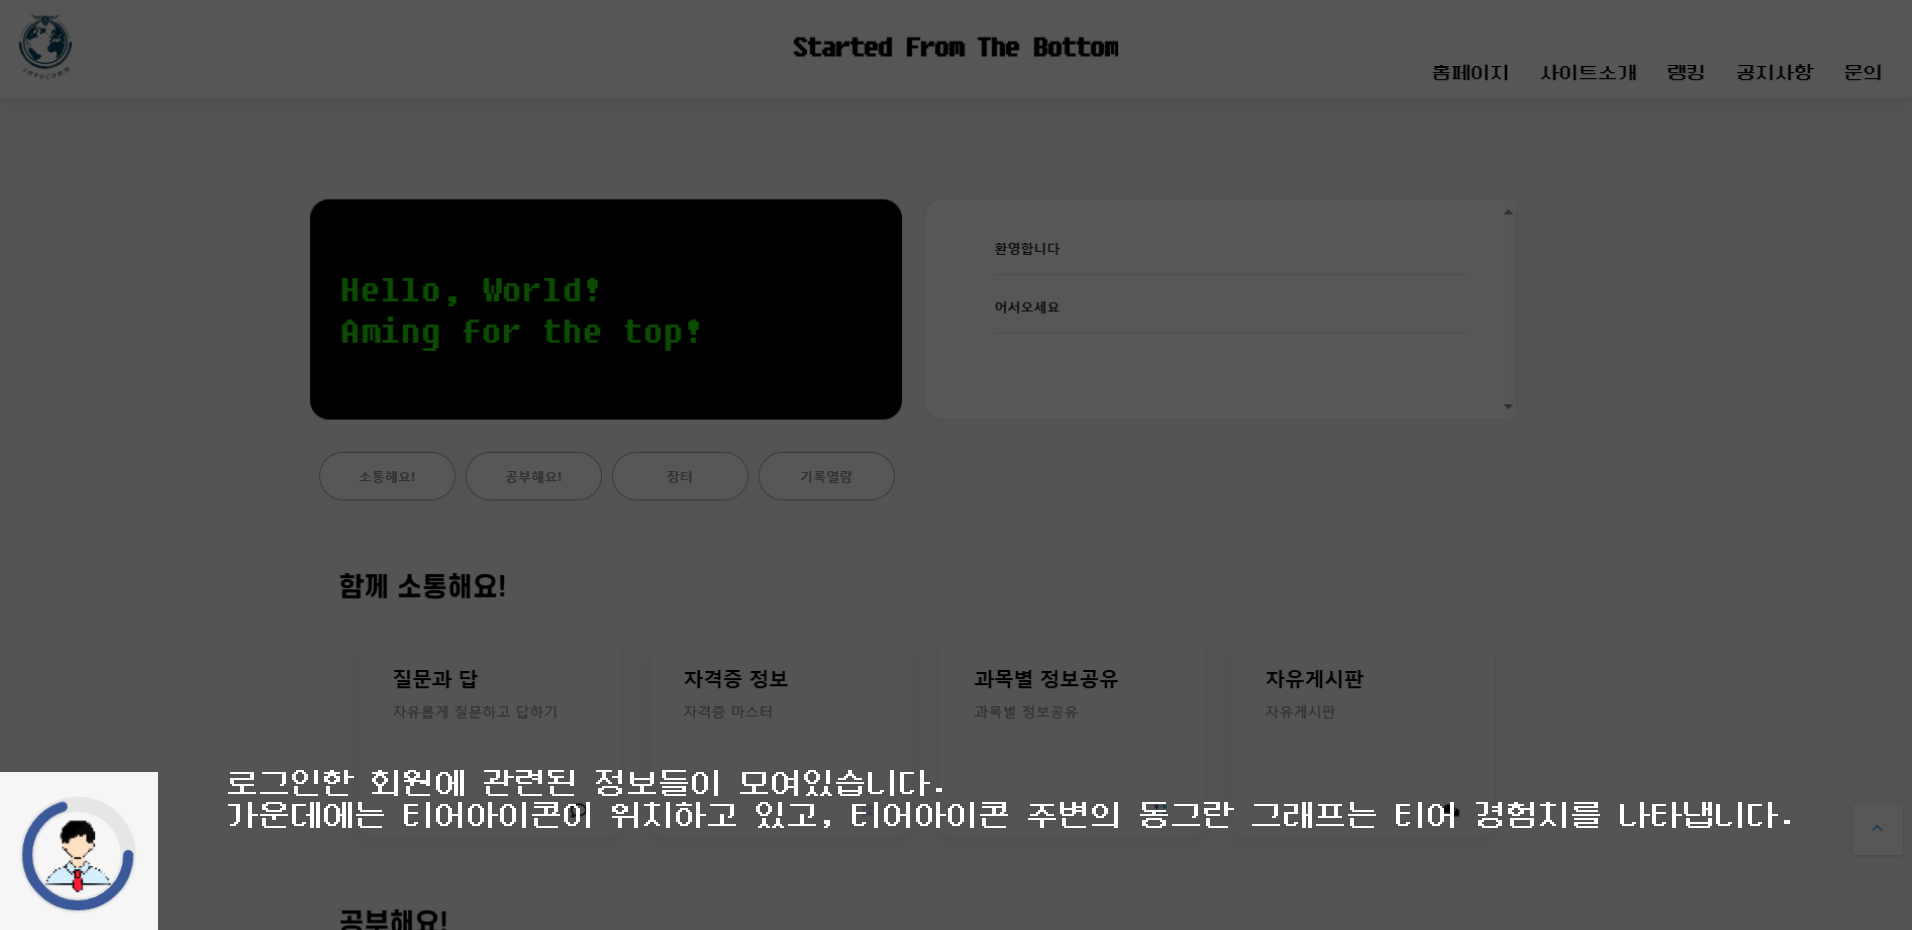 INFOCOMM
Started From The Bottom
홈페이지 사이트소개 랭킹 공지사항 문의
Hello, World!
Aming for the top!
환영합니다
어서오세요
소통해요! 공부해요! 장터 기록열람
함께 소통해요!
질문과 답 자격증 정보 과목별 정보공유 자유게시판
자유롭게 질문하고 답하기 자격증 마스터 과목별 정보공유 자유게시판
로그인한 회원에 관련된 정보들이 모여있습니다.
가운데에는 티어아이콘이 위치하고 있고, 티어아이콘 주변의 동그란 그래프는 티어 경험치를 나타냅니다.
공부해요!